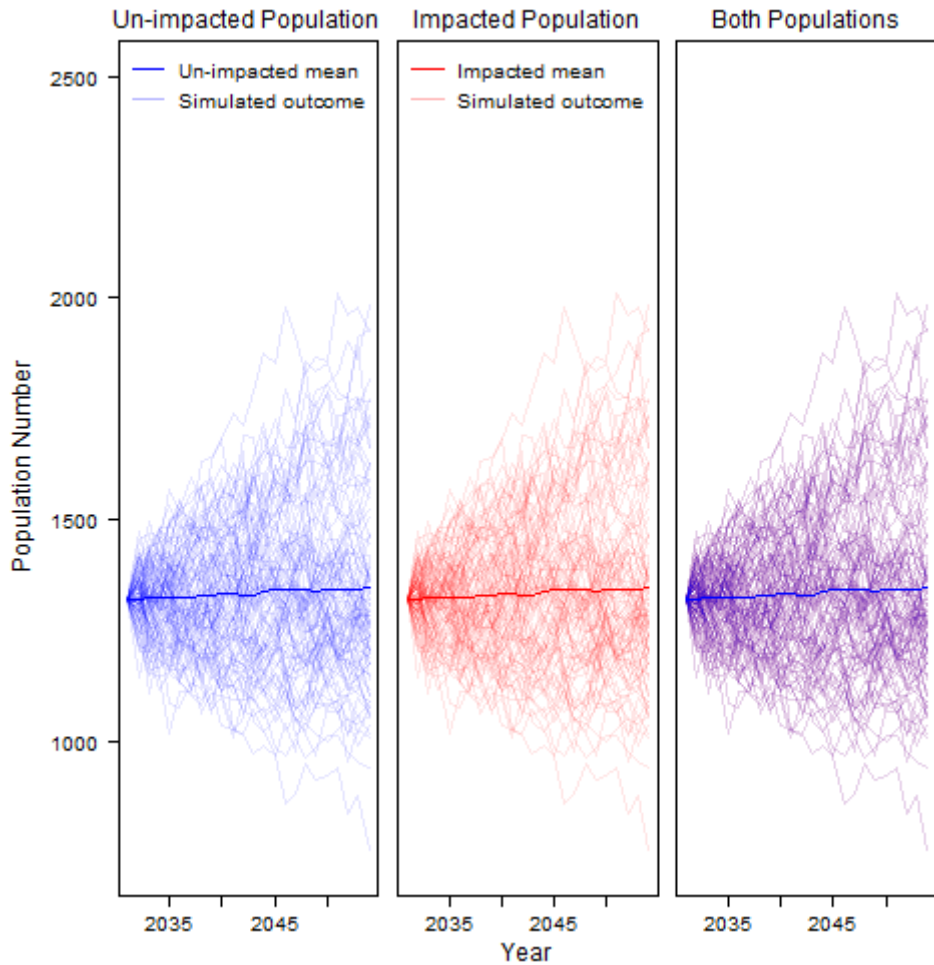 Un-impacted Population
Impacted Population
Both Populations
Un-impacted mean
Simulated outcome
Impacted mean
Simulated outcome
Population Number
2500
2000
1500
1000
2035
2045
2035
2045
2035
2045
Year